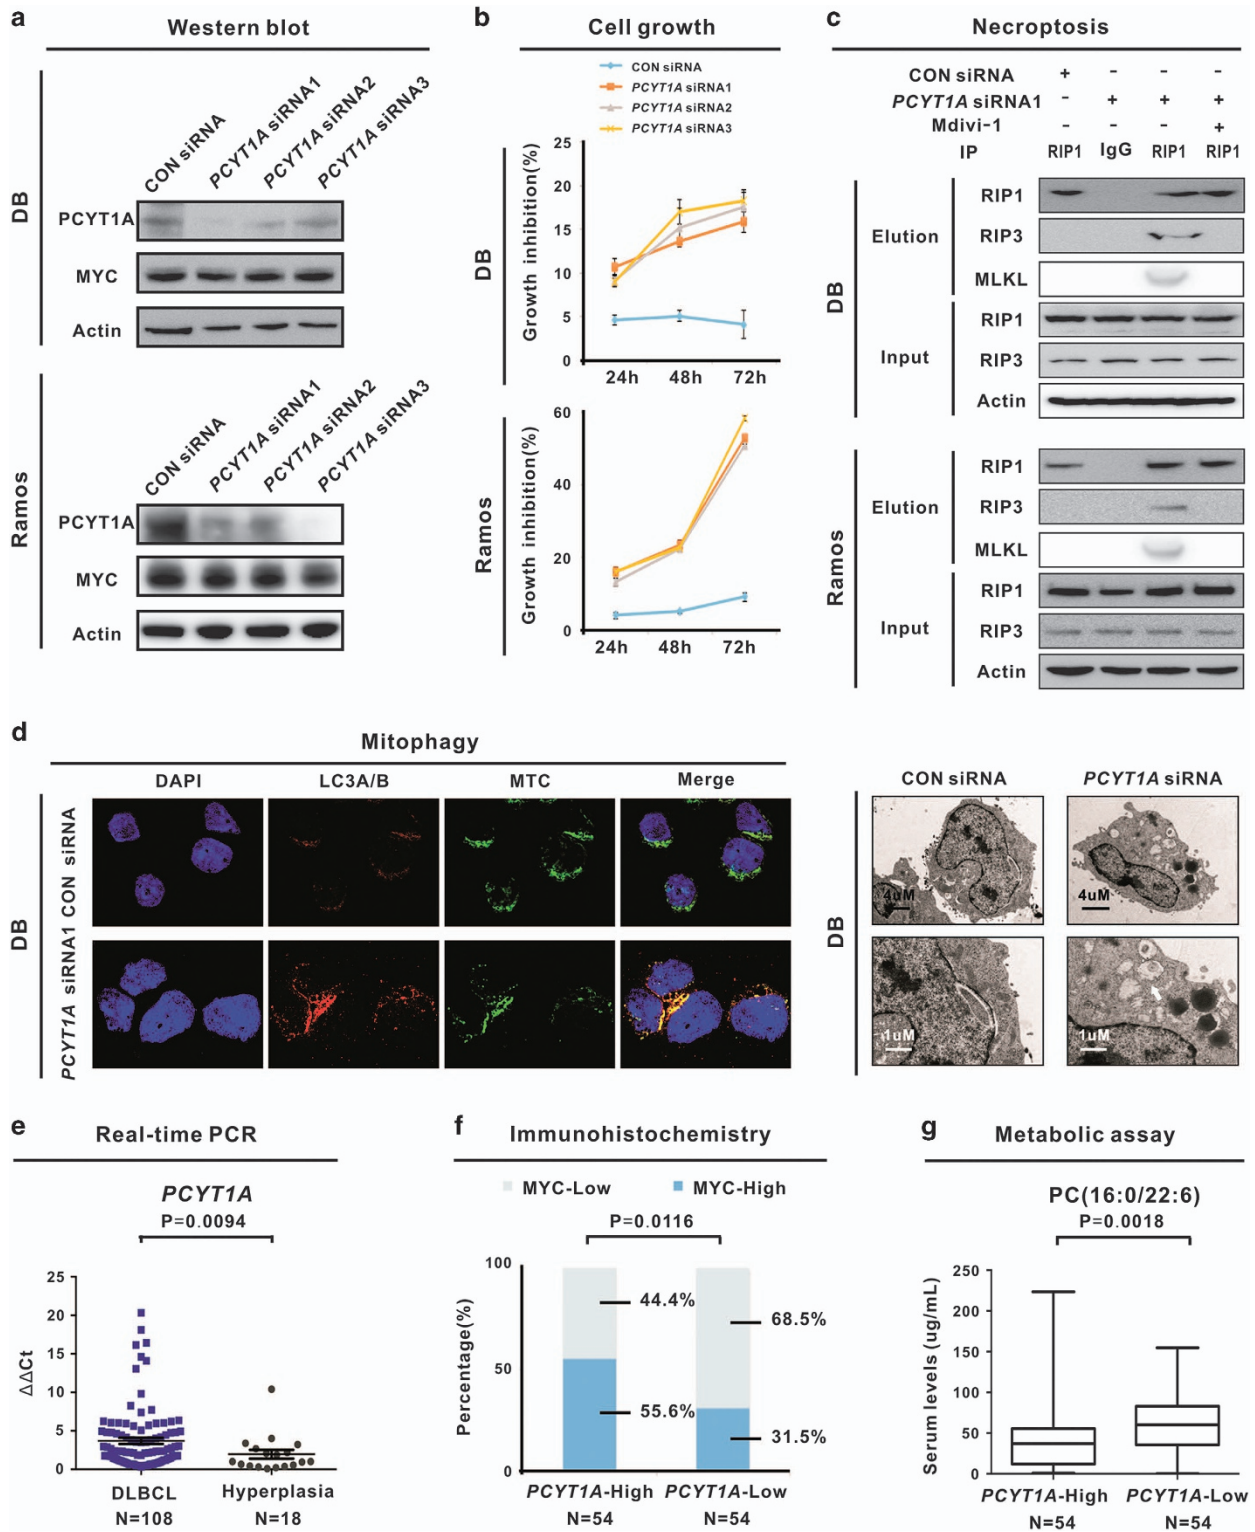 a
Western blot
DB
CON siRNA
PCYT1A siRNA1
PCYT1A siRNA2
PCYT1A siRNA3
PCYT1A
MYC
Actin
Ramos
CON siRNA
PCYT1A siRNA1
PCYT1A siRNA2
PCYT1A siRNA3
PCYT1A
MYC
Actin
b
Cell growth
CON siRNA
PCYT1A siRNA1
PCYT1A siRNA2
PCYT1A siRNA3
DB
Growth inhibition(%)
25
20
15
10
5
0
24h 48h 72h
Ramos
Growth inhibition(%)
60
40
20
0
24h 48h 72h
c
Necroptosis
CON siRNA + - - -
PCYT1A siRNA1 - + + +
Mdivi-1 - - - +
IP RIP1 IgG RIP1 RIP1
DB
Elution
RIP1
RIP3
MLKL
Input
RIP1
RIP3
Actin
Ramos
Elution
RIP1
RIP3
MLKL
Input
RIP1
RIP3
Actin
d
Mitophagy
DAPI LC3A/B MTC Merge
DB
CON siRNA
PCYT1A siRNA1
CON siRNA PCYT1A siRNA
DB
4uM 4uM
1uM 1uM
e
Real-time PCR
PCYT1A
P=0.0094
ΔΔCt
25
20
15
10
5
0
DLBCL Hyperplasia
N=108 N=18
f
Immunohistochemistry
MYC-Low MYC-High
P=0.0116
Percentage(%)
100
50
0
44.4%
55.6%
68.5%
31.5%
PCYT1A-High PCYT1A-Low
N=54 N=54
g
Metabolic assay
PC(16:0/22:6)
P=0.0018
Serum levels (ug/mL)
250
200
150
100
50
0
PCYT1A-High PCYT1A-Low
N=54 N=54